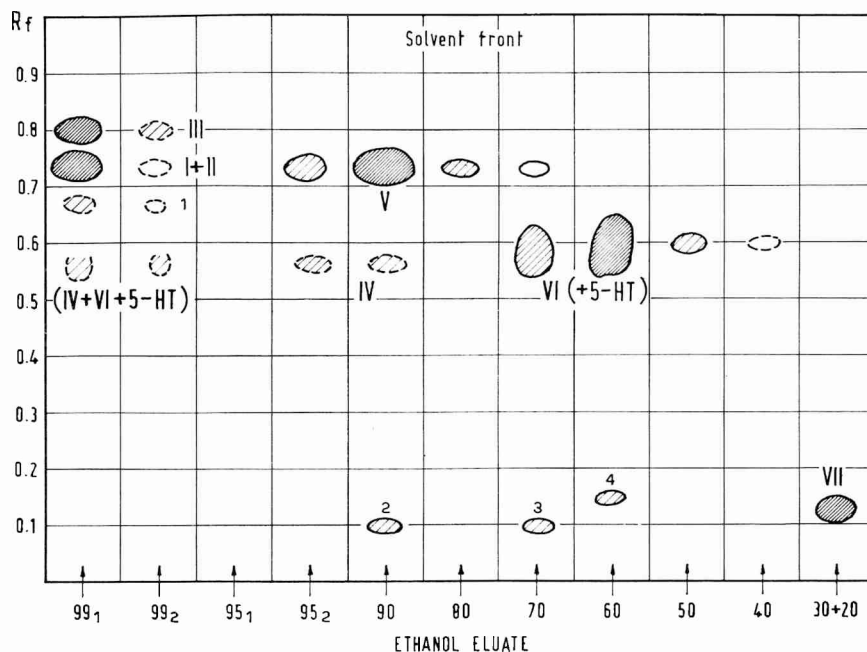 Rf
Solvent front
0.9
0.8
III
I+II
0.7
1
V
0.6
(IV+VI+5-HT)
IV
VI (+5-HT)
0.5
0.4
0.3
0.2
VII
4
2
3
0.1
99₁ 99₂ 95₁ 95₂ 90 80 70 60 50 40 30+20
ETHANOL ELUATE